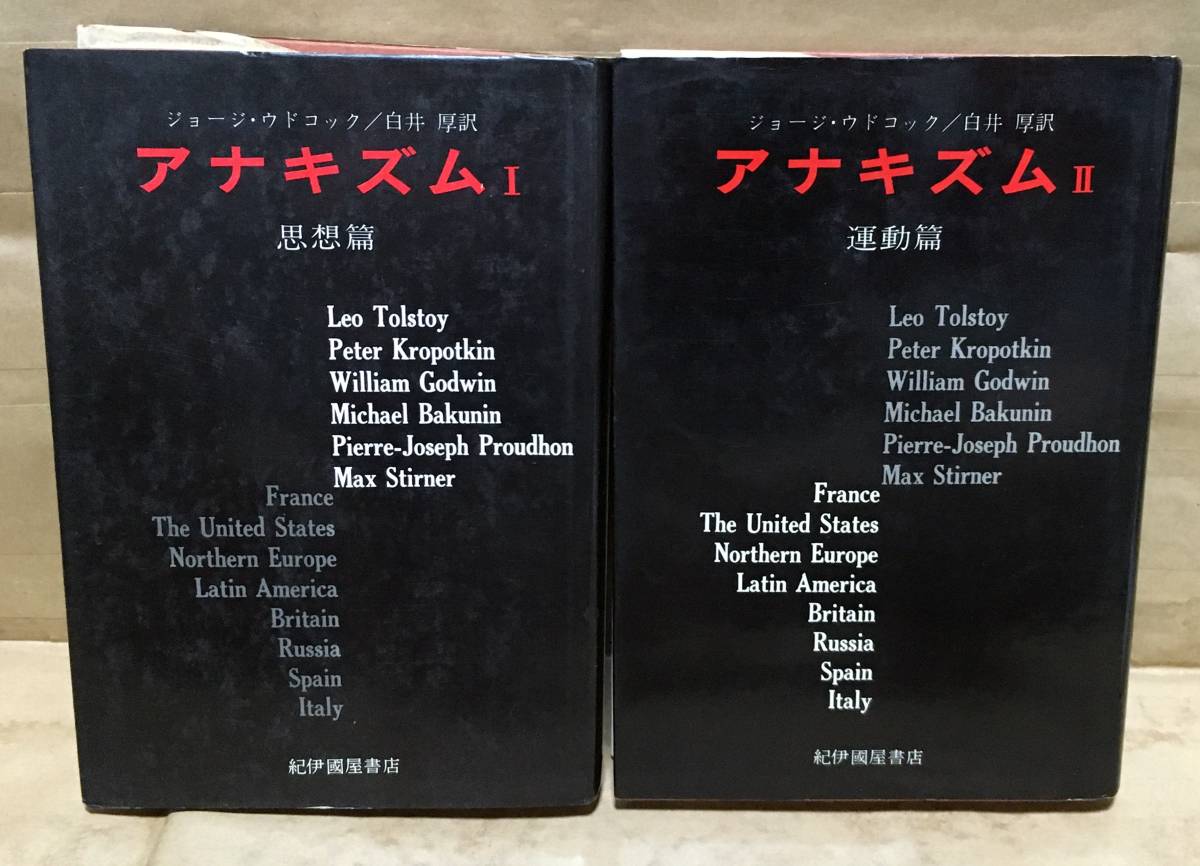 ジョージ・ウドコック/白井 厚訳
アナキズム I
思想篇
Leo Tolstoy
Peter Kropotkin
William Godwin
Michael Bakunin
Pierre-Joseph Proudhon
Max Stirner
France
The United States
Northern Europe
Latin America
Britain
Russia
Spain
Italy
紀伊國屋書店
ジョージ・ウドコック/白井 厚訳
アナキズム II
運動篇
Leo Tolstoy
Peter Kropotkin
William Godwin
Michael Bakunin
Pierre-Joseph Proudhon
Max Stirner
France
The United States
Northern Europe
Latin America
Britain
Russia
Spain
Italy
紀伊國屋書店